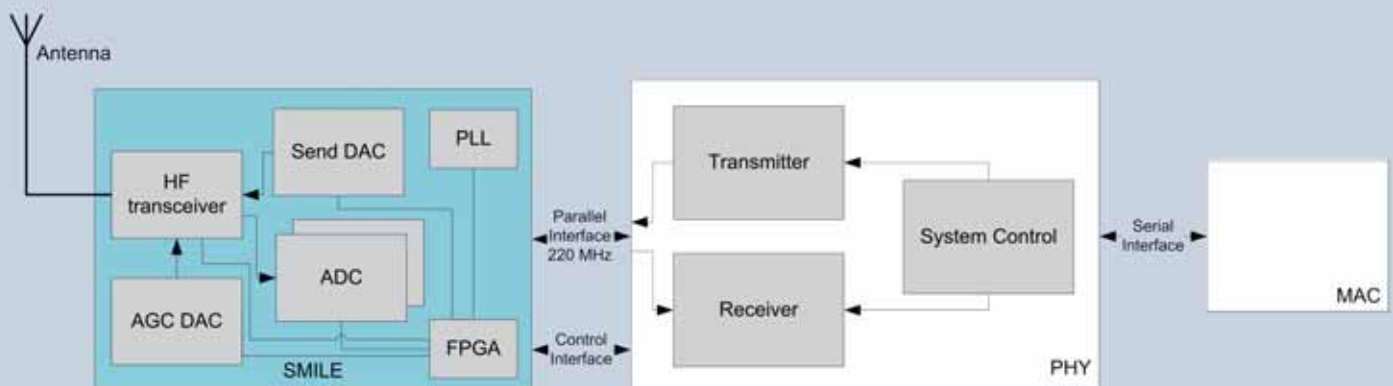 Antenna
HF
transceiver
Send DAC
PLL
ADC
AGC DAC
FPGA
SMILE
Parallel
Interface
220 MHz
Control
Interface
Transmitter
Receiver
System Control
PHY
Serial
Interface
MAC